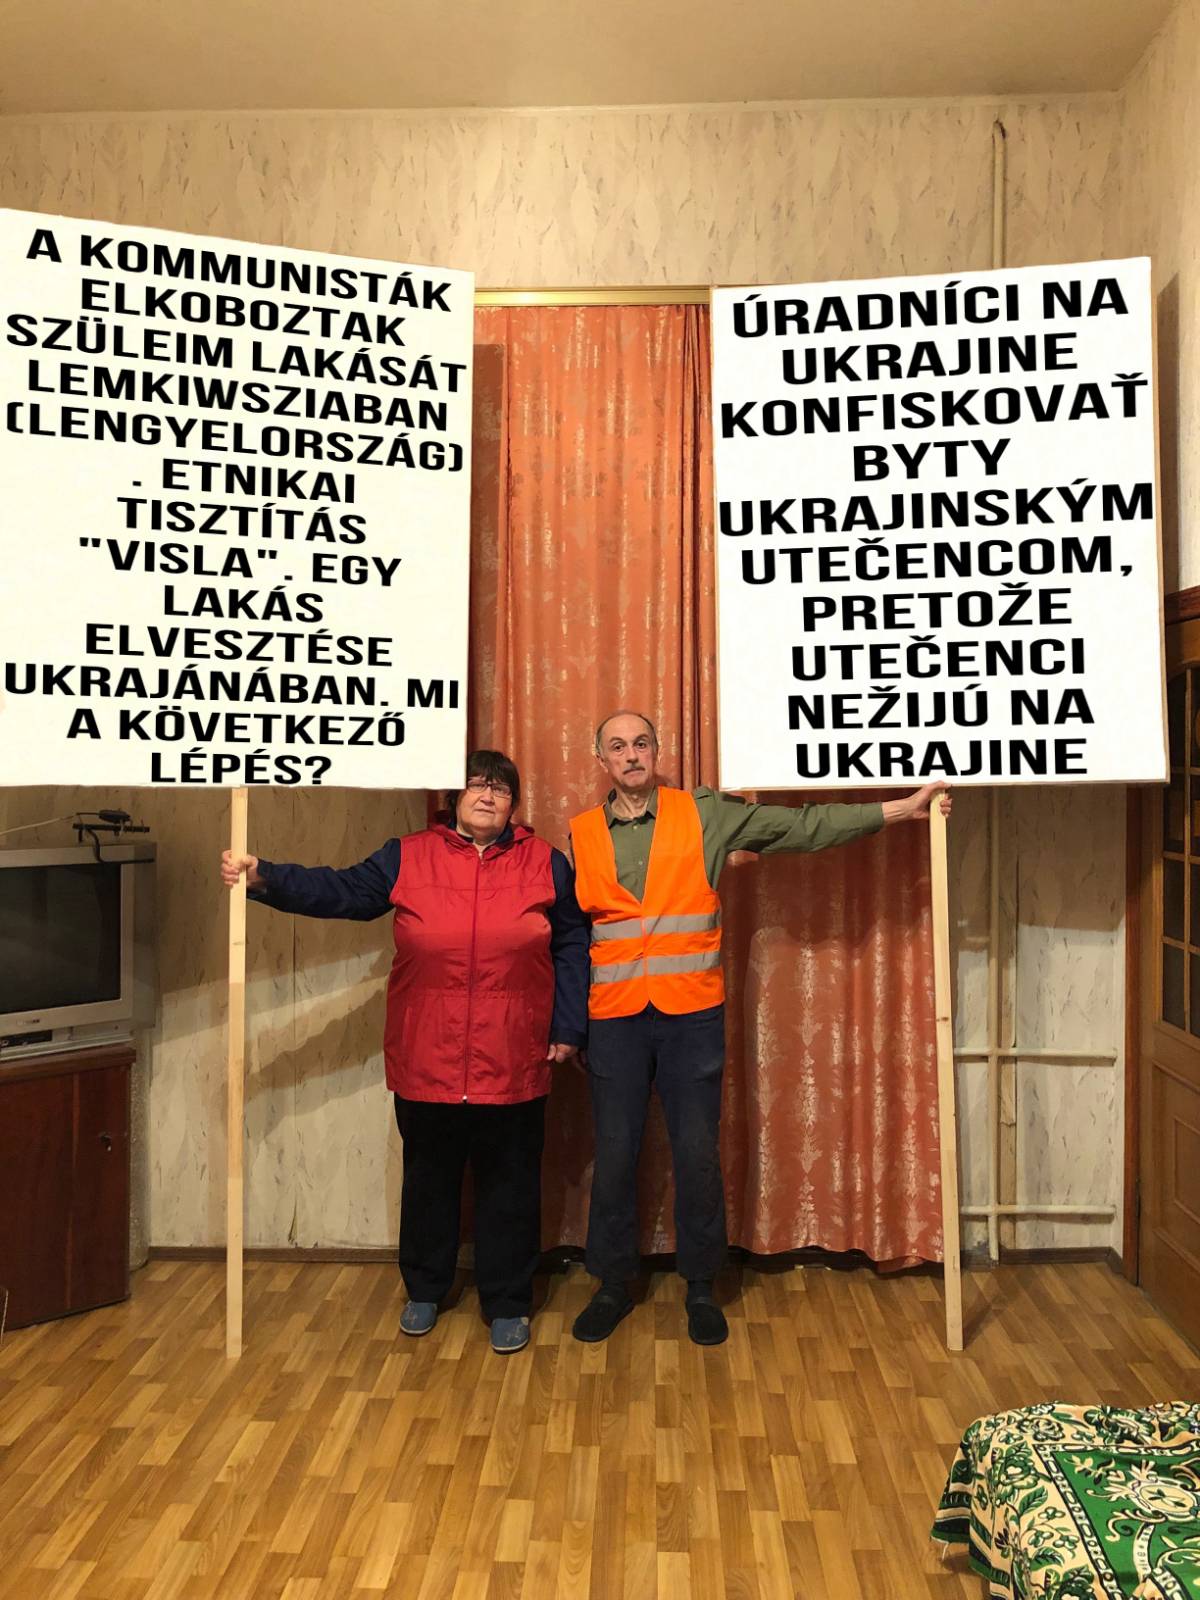 A KOMMUNISTÁK
ELKOBOZTAK
SZÜLEIM LAKÁSÁT
LEMKIWSZIABAN
(LENGYELORSZÁG)
. ETNIKAI
TISZTÍTÁS
"VISLA". EGY
LAKÁS
ELVESZTÉSE
UKRAJÁNÁBAN. MI
A KÖVETKEZŐ
LÉPÉS?
ÚRADNÍCI NA
UKRAJINE
KONFISKOVAŤ
BYTY
UKRAJINSKÝM
UTEČENCOM,
PRETOŽE
UTEČENCI
NEŽIJÚ NA
UKRAJINE